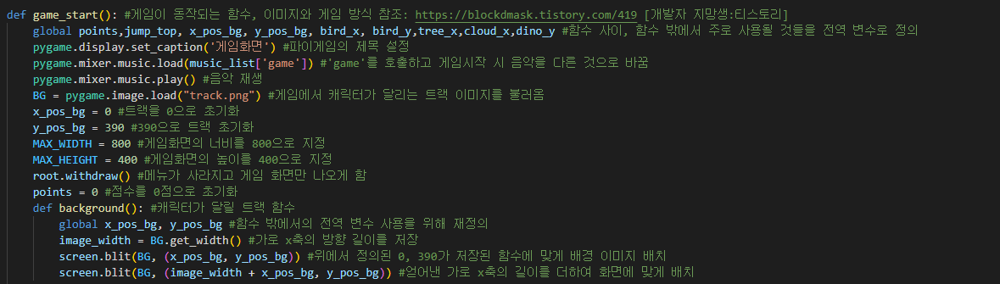 def game_start(): #게임이 동작되는 함수, 이미지와 게임 방식 참조: https://blockdmask.tistory.com/419 [개발자 지망생:티스토리]
    global points,jump_top, x_pos_bg, y_pos_bg, bird_x, bird_y,tree_x,cloud_x,dino_y #함수 사이, 함수 밖에서 주로 사용될 것들을 전역 변수로 정의
    pygame.display.set_caption('게임화면') #파이게임의 제목 설정
    pygame.mixer.music.load(music_list['game']) #'game'를 호출하고 게임시작 시 음악을 다른 것으로 바꿈
    pygame.mixer.music.play() #음악 재생
    BG = pygame.image.load("track.png") #게임에서 캐릭터가 달리는 트랙 이미지를 불러옴
    x_pos_bg = 0 #트랙을 0으로 초기화
    y_pos_bg = 390 #390으로 트랙 초기화
    MAX_WIDTH = 800 #게임화면의 너비를 800으로 지정
    MAX_HEIGHT = 400 #게임화면의 높이를 400으로 지정
    root.withdraw() #메뉴가 사라지고 게임 화면만 나오게 함
    points = 0 #점수를 0점으로 초기화
    def background(): #캐릭터가 달릴 트랙 함수
        global x_pos_bg, y_pos_bg #함수 밖에서의 전역 변수 사용을 위해 재정의
        image_width = BG.get_width() #가로 x축의 방향 길이를 저장
        screen.blit(BG, (x_pos_bg, y_pos_bg)) #위에서 정의된 0, 390가 저장된 함수에 맞게 배경 이미지 배치
        screen.blit(BG, (image_width + x_pos_bg, y_pos_bg)) #얻어낸 가로 x축의 길이를 더하여 화면에 맞게 배치